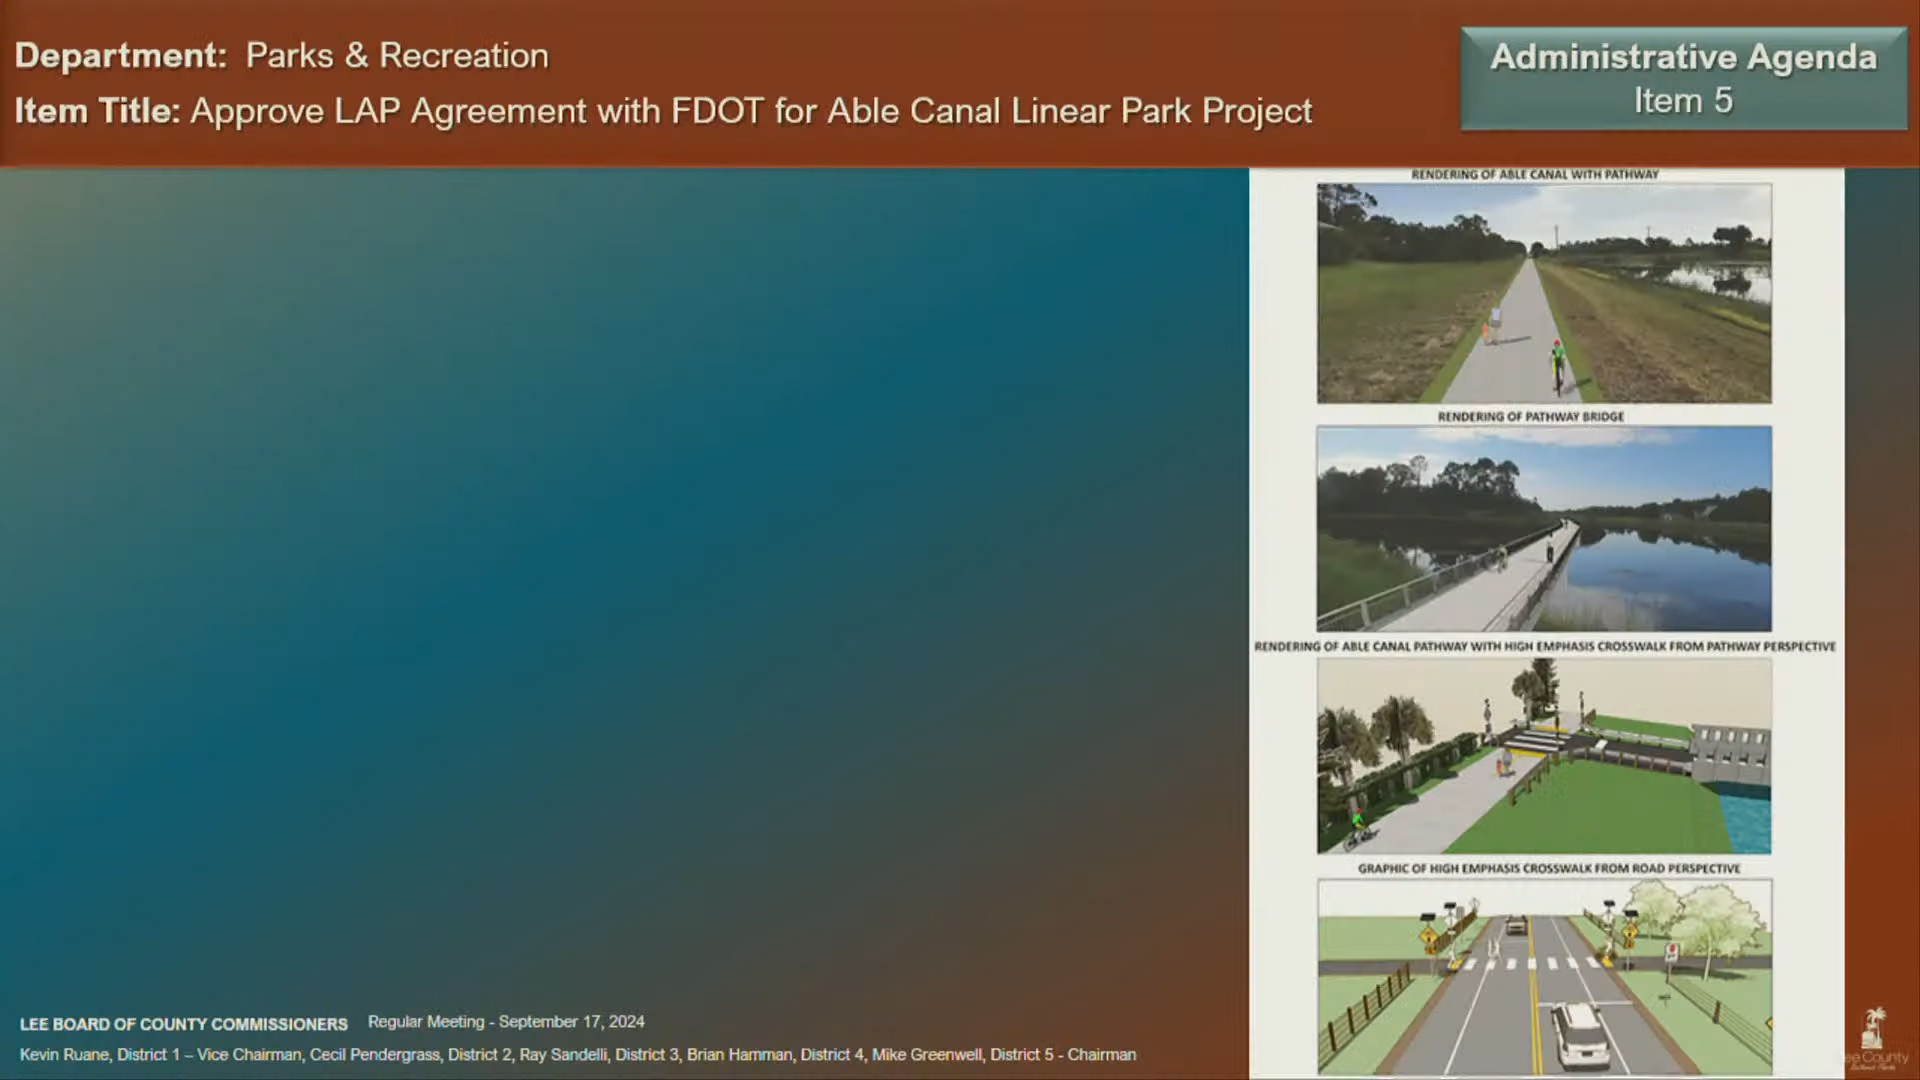 Department: Parks & Recreation
Item Title: Approve LAP Agreement with FDOT for Able Canal Linear Park Project
Administrative Agenda
Item 5
RENDERING OF ABLE CANAL WITH PATHWAY
RENDERING OF PATHWAY BRIDGE
RENDERING OF ABLE CANAL PATHWAY WITH HIGH EMPHASIS CROSSWALK FROM PATHWAY PERSPECTIVE
GRAPHIC OF HIGH EMPHASIS CROSSWALK FROM ROAD PERSPECTIVE
LEE BOARD OF COUNTY COMMISSIONERS Regular Meeting - September 17, 2024
Kevin Ruane, District 1 – Vice Chairman, Cecil Pendergrass, District 2, Ray Sandelli, District 3, Brian Hamman, District 4, Mike Greenwell, District 5 - Chairman
County